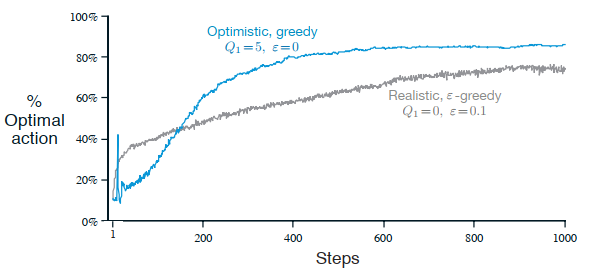 100%
80%
60%
40%
20%
0%
%
Optimal
action
Optimistic, greedy
Q₁=5, ε=0
Realistic, ε-greedy
Q₁=0, ε=0.1
1
200
400
600
800
1000
Steps